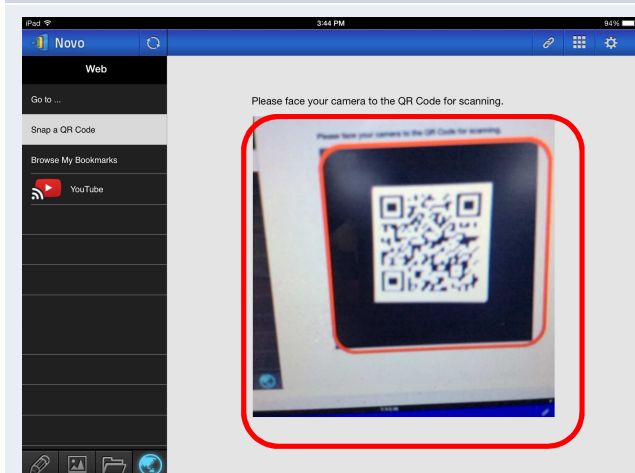 iPad 3:44 PM 94%
Novo
Web
Go to ...
Snap a QR Code
Browse My Bookmarks
YouTube
Please face your camera to the QR Code for scanning.
Please face your camera to the QR Code for scanning.